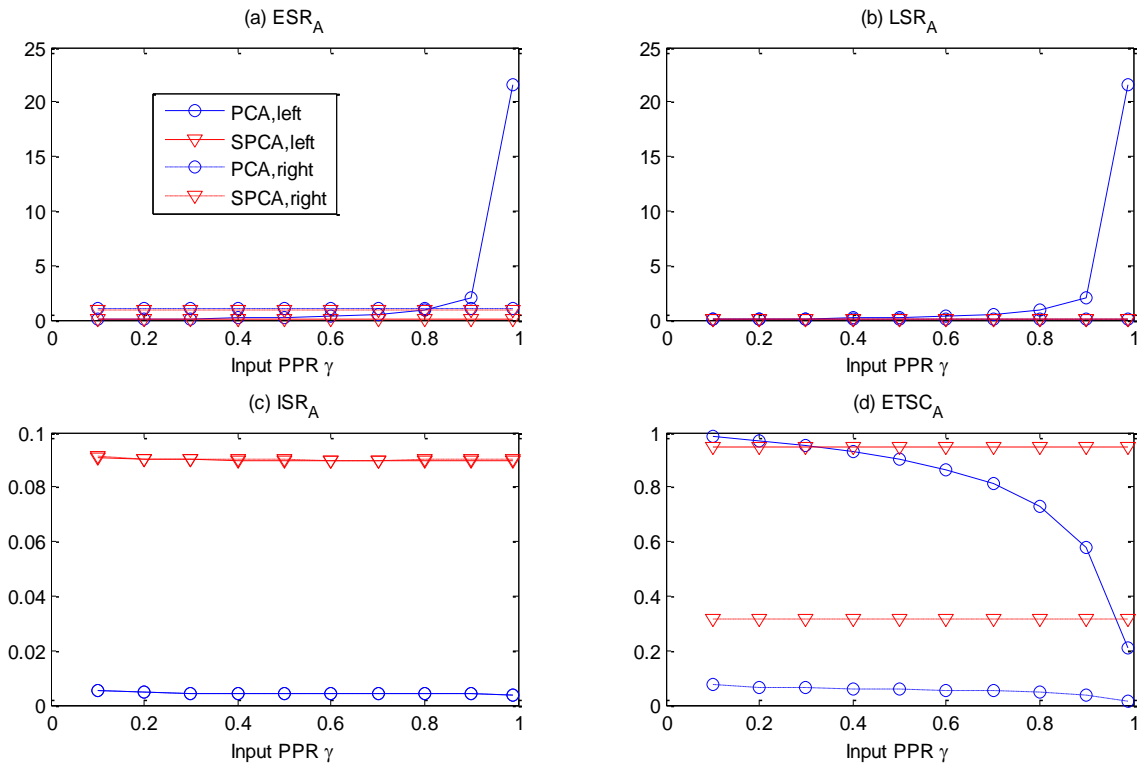 (a) ESR_A
25
20
15
10
5
0
0 0.2 0.4 0.6 0.8 1
Input PPR γ
PCA,left
SPCA,left
PCA,right
SPCA,right
(b) LSR_A
25
20
15
10
5
0
0 0.2 0.4 0.6 0.8 1
Input PPR γ
(c) ISR_A
0.1
0.08
0.06
0.04
0.02
0
0 0.2 0.4 0.6 0.8 1
Input PPR γ
(d) ETSC_A
1
0.8
0.6
0.4
0.2
0
0 0.2 0.4 0.6 0.8 1
Input PPR γ